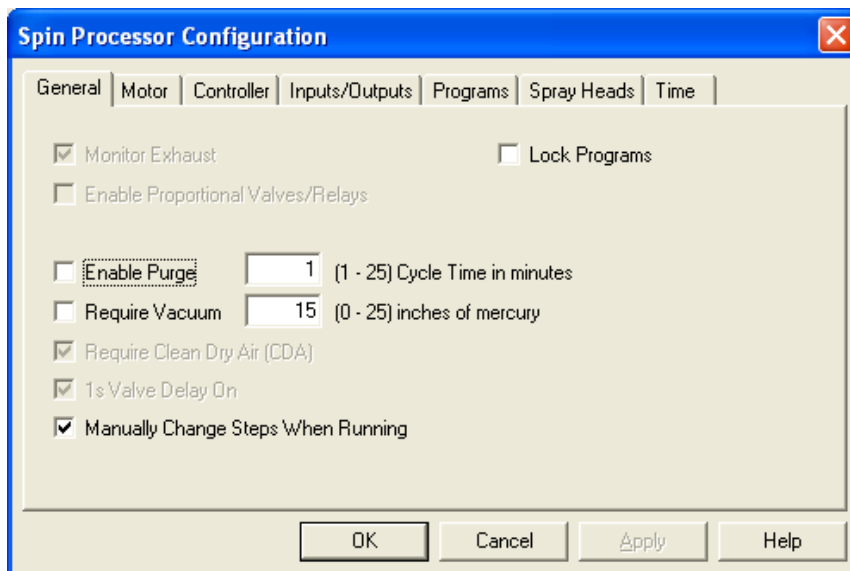 Spin Processor Configuration
General Motor Controller Inputs/Outputs Programs Spray Heads Time
Monitor Exhaust Lock Programs
Enable Proportional Valves/Relays
Enable Purge 1 (1 - 25) Cycle Time in minutes
Require Vacuum 15 (0 - 25) inches of mercury
Require Clean Dry Air (CDA)
1s Valve Delay On
Manually Change Steps When Running
OK Cancel Apply Help